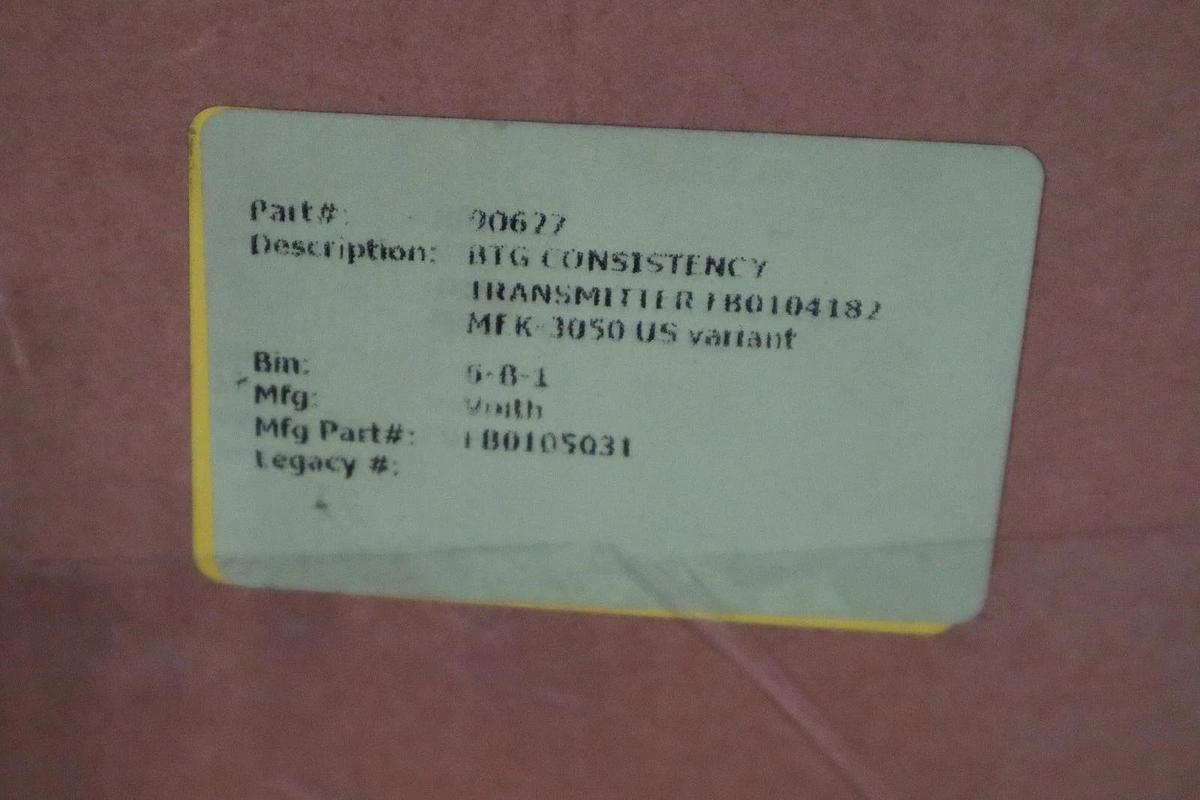 Part#: 90627
Description: BTG CONSISTENCY
TRANSMITTER FB0104182
MFK-3050 US variant
Bin: 6-8-1
Mfg: Voith
Mfg Part#: FB0105031
Legacy #: